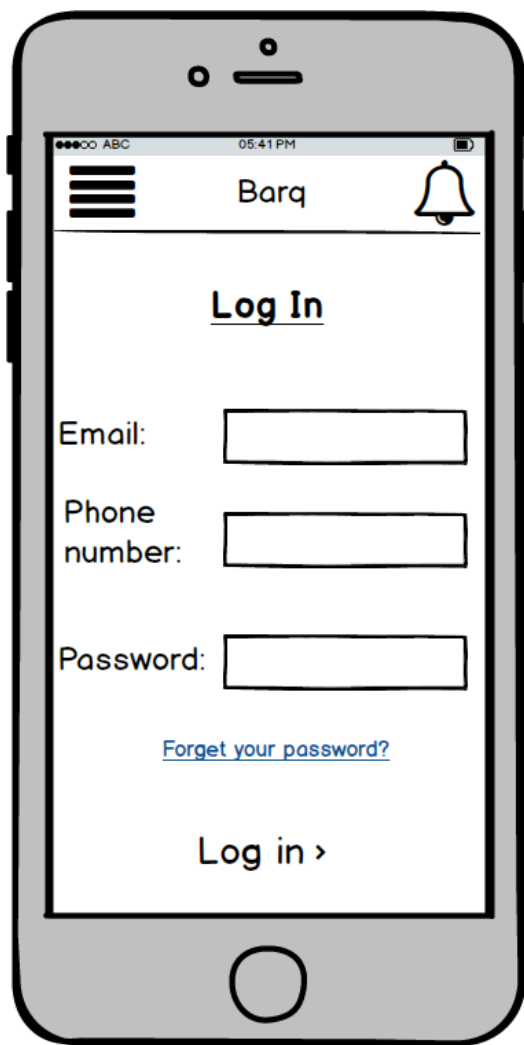 ABC 05:41 PM
Barq
Log In
Email:
Phone
number:
Password:
Forget your password?
Log in ›